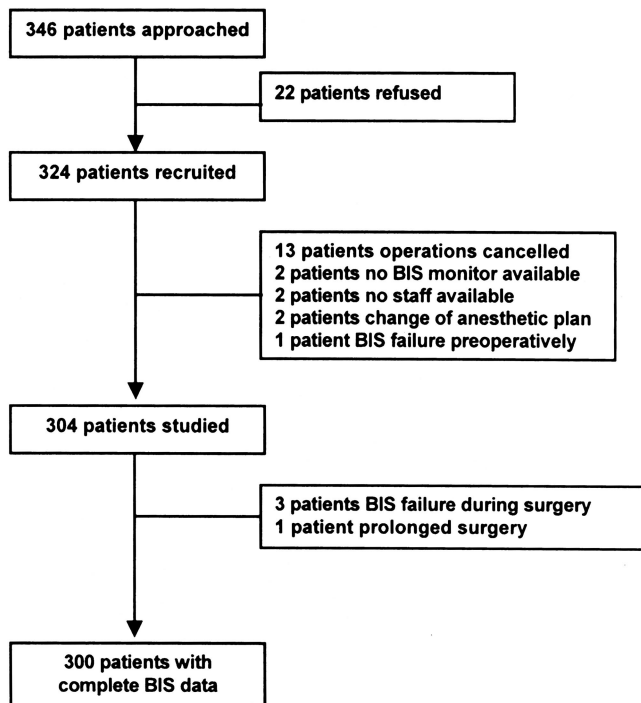 346 patients approached
22 patients refused
324 patients recruited
13 patients operations cancelled
2 patients no BIS monitor available
2 patients no staff available
2 patients change of anesthetic plan
1 patient BIS failure preoperatively
304 patients studied
3 patients BIS failure during surgery
1 patient prolonged surgery
300 patients with
complete BIS data